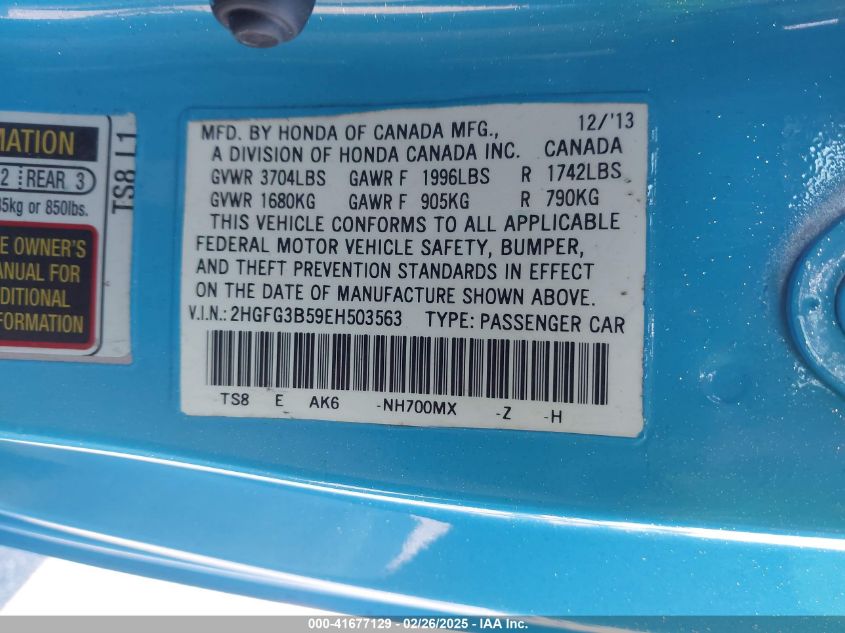 MATION
2 REAR 3
35kg or 850lbs.
E OWNER'S
ANUAL FOR
DITIONAL
FORMATION
TS8 L1
MFD. BY HONDA OF CANADA MFG., 12/'13
A DIVISION OF HONDA CANADA INC. CANADA
GVWR 3704LBS GAWR F 1996LBS R 1742LBS
GVWR 1680KG GAWR F 905KG R 790KG
THIS VEHICLE CONFORMS TO ALL APPLICABLE
FEDERAL MOTOR VEHICLE SAFETY, BUMPER,
AND THEFT PREVENTION STANDARDS IN EFFECT
ON THE DATE OF MANUFACTURE SHOWN ABOVE.
V.I.N.: 2HGFG3B59EH503563 TYPE: PASSENGER CAR
TS8 E AK6 -NH700MX -Z -H
000-41677129 - 02/26/2025 - IAA Inc.